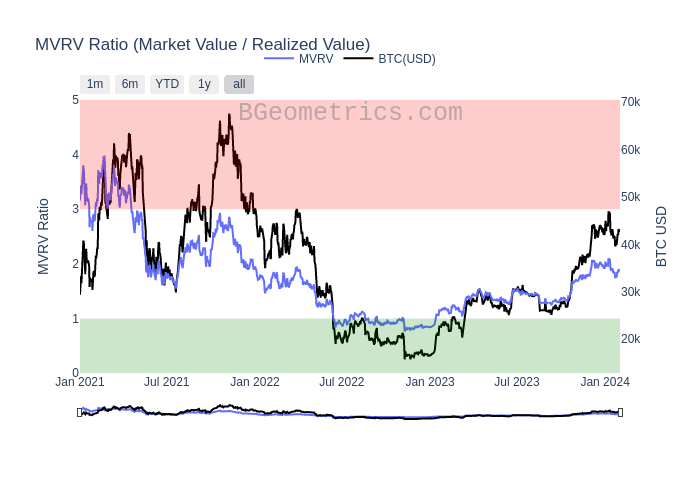 MVRV Ratio (Market Value / Realized Value)
MVRV BTC(USD)
1m 6m YTD 1y all
BGeometrics.com
5
4
3
2
1
0
MVRV Ratio
70k
60k
50k
40k
30k
20k
BTC USD
Jan 2021 Jul 2021 Jan 2022 Jul 2022 Jan 2023 Jul 2023 Jan 2024